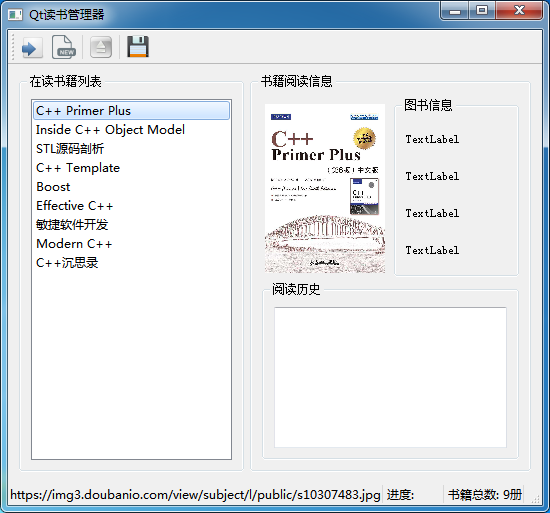 Qt读书管理器
NEW
在读书籍列表
C++ Primer Plus
Inside C++ Object Model
STL源码剖析
C++ Template
Boost
Effective C++
敏捷软件开发
Modern C++
C++沉思录
书籍阅读信息
C++
Primer Plus
(第6版) 中文版
图书信息
TextLabel
TextLabel
TextLabel
TextLabel
阅读历史
https://img3.doubanio.com/view/subject/l/public/s10307483.jpg
进度:
书籍总数: 9册